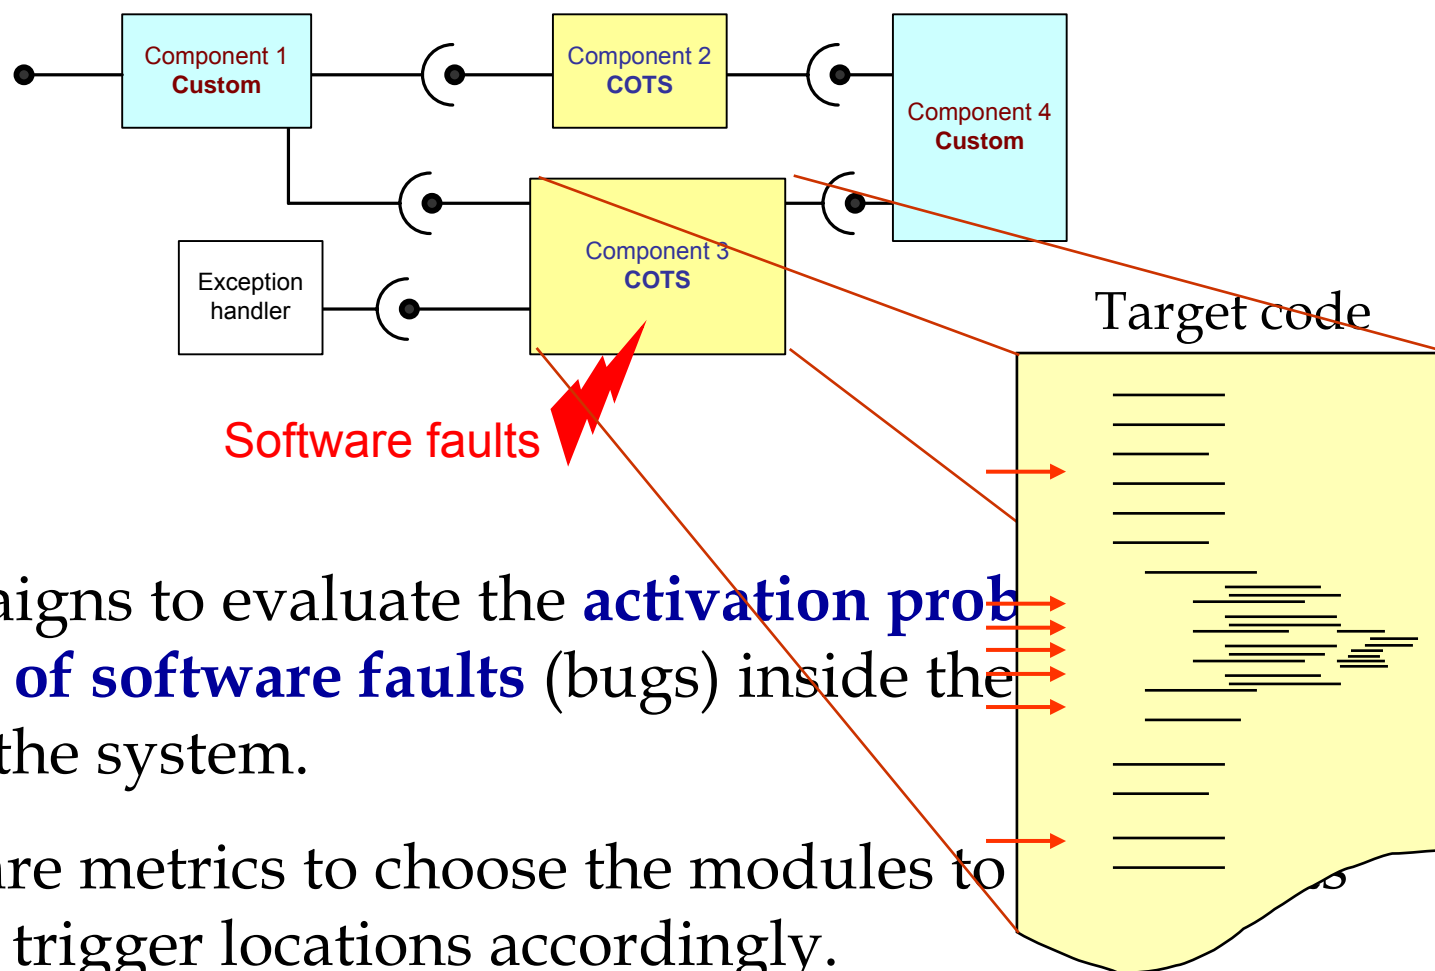 Component 1
Custom
Component 2
COTS
Component 4
Custom
Component 3
COTS
Exception
handler
Target code
Software faults
aigns to evaluate the activation prob
of software faults (bugs) inside the
the system.
are metrics to choose the modules to
trigger locations accordingly.